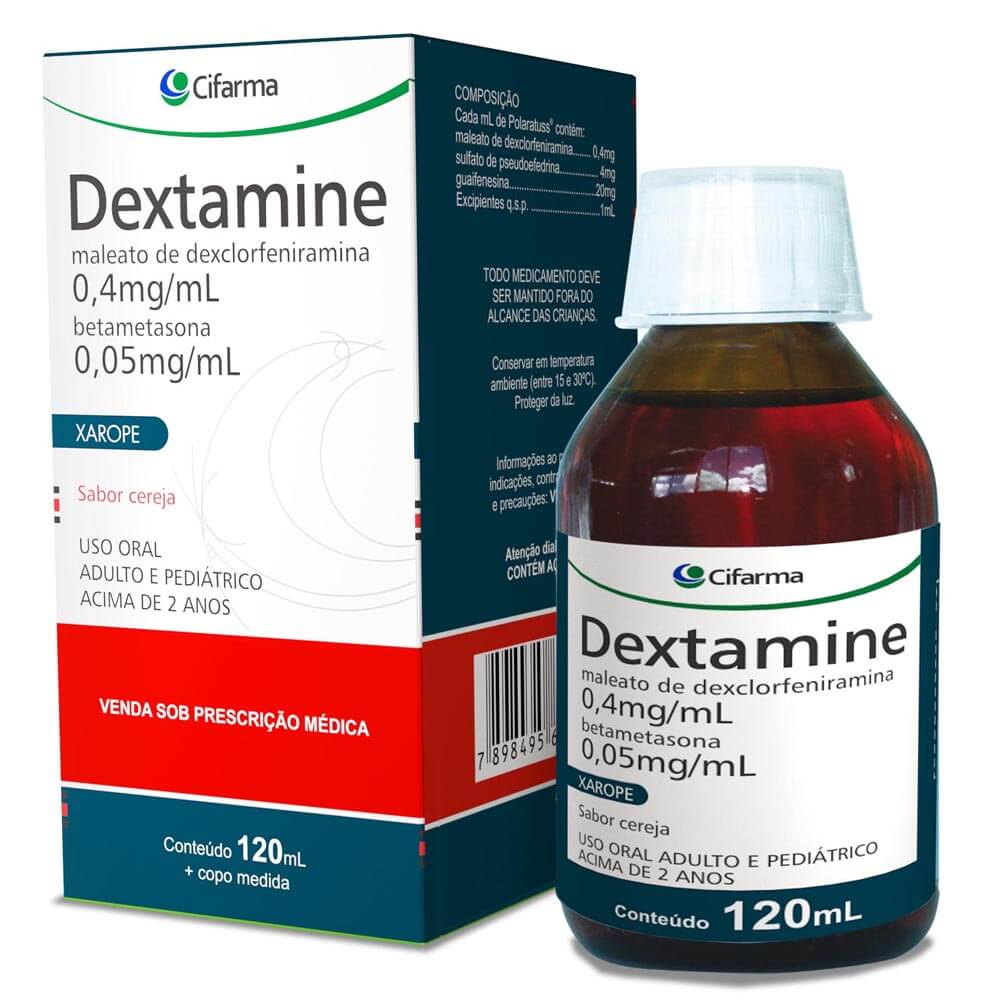 Cifarma
Dextamine
maleato de dexclorfeniramina
0,4mg/mL
betametasona
0,05mg/mL
XAROPE
Sabor cereja
USO ORAL
ADULTO E PEDIÁTRICO
ACIMA DE 2 ANOS
VENDA SOB PRESCRIÇÃO MÉDICA
Conteúdo 120mL
+ copo medida
COMPOSIÇÃO
Cada mL de Polaratuss® contém:
maleato de dexclorfeniramina....... 0,4mg
sulfato de pseudoefedrina............ 4mg
guaifenesina.......................20mg
Excipientes q.s.p. ..................1mL
TODO MEDICAMENTO DEVE
SER MANTIDO FORA DO
ALCANCE DAS CRIANÇAS.
Conservar em temperatura
ambiente (entre 15 e 30ºC).
Proteger da luz.
Informações ao
indicações,
e precauções:
Atenção
CONTÉM
7 898495 6
Cifarma
Dextamine
maleato de dexclorfeniramina
0,4mg/mL
betametasona
0,05mg/mL
XAROPE
Sabor cereja
USO ORAL ADULTO E PEDIÁTRICO
ACIMA DE 2 ANOS
Conteúdo 120mL